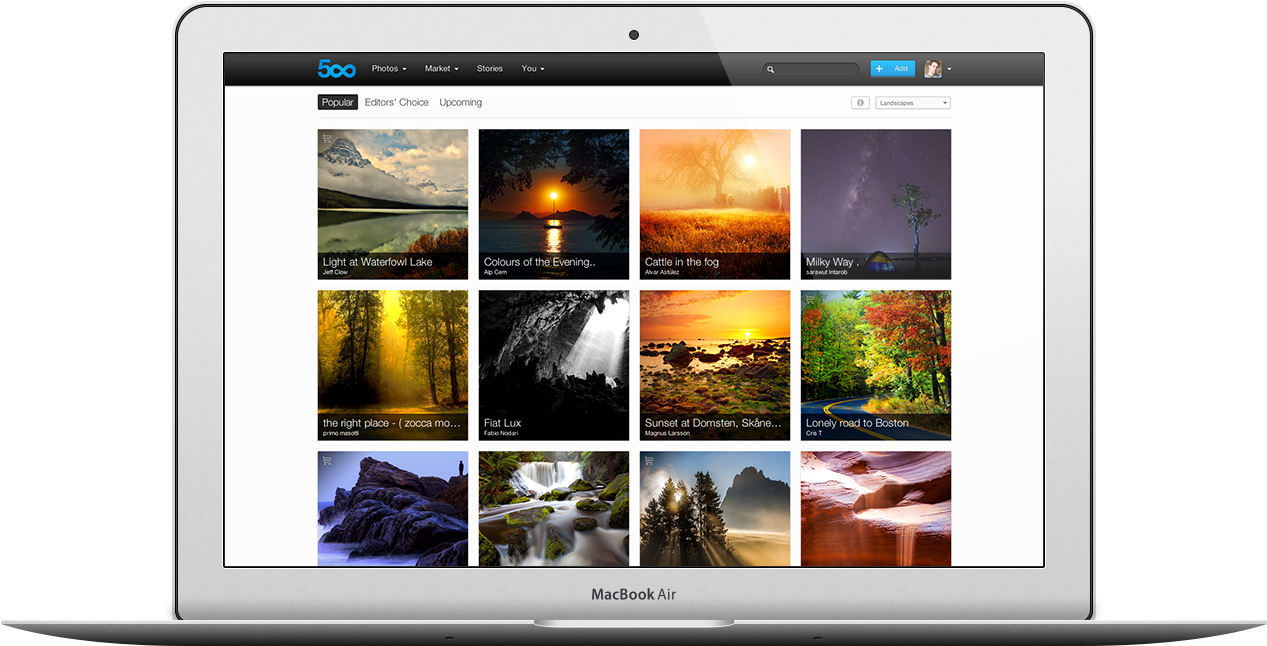 500
Photos
Market
Stories
You
Add
Popular
Editors' Choice
Upcoming
Landscapes
Light at Waterfowl Lake
Jeff Clow
Colours of the Evening..
Alp Cem
Cattle in the fog
Alvar Astúlez
Milky Way .
sarawut Intarob
the right place - ( zocca mo...
primo masotti
Fiat Lux
Fabio Nodari
Sunset at Domsten, Skåne...
Magnus Larsson
Lonely road to Boston
Cris T
MacBook Air